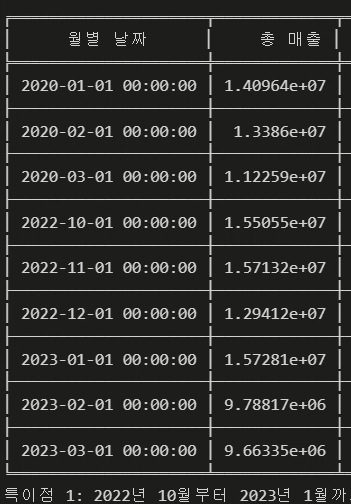 월별 날짜 총 매출
2020-01-01 00:00:00 1.40964e+07
2020-02-01 00:00:00 1.3386e+07
2020-03-01 00:00:00 1.12259e+07
2022-10-01 00:00:00 1.55055e+07
2022-11-01 00:00:00 1.57132e+07
2022-12-01 00:00:00 1.29412e+07
2023-01-01 00:00:00 1.57281e+07
2023-02-01 00:00:00 9.78817e+06
2023-03-01 00:00:00 9.66335e+06
특이점 1: 2022년 10월부터 2023년 1월까